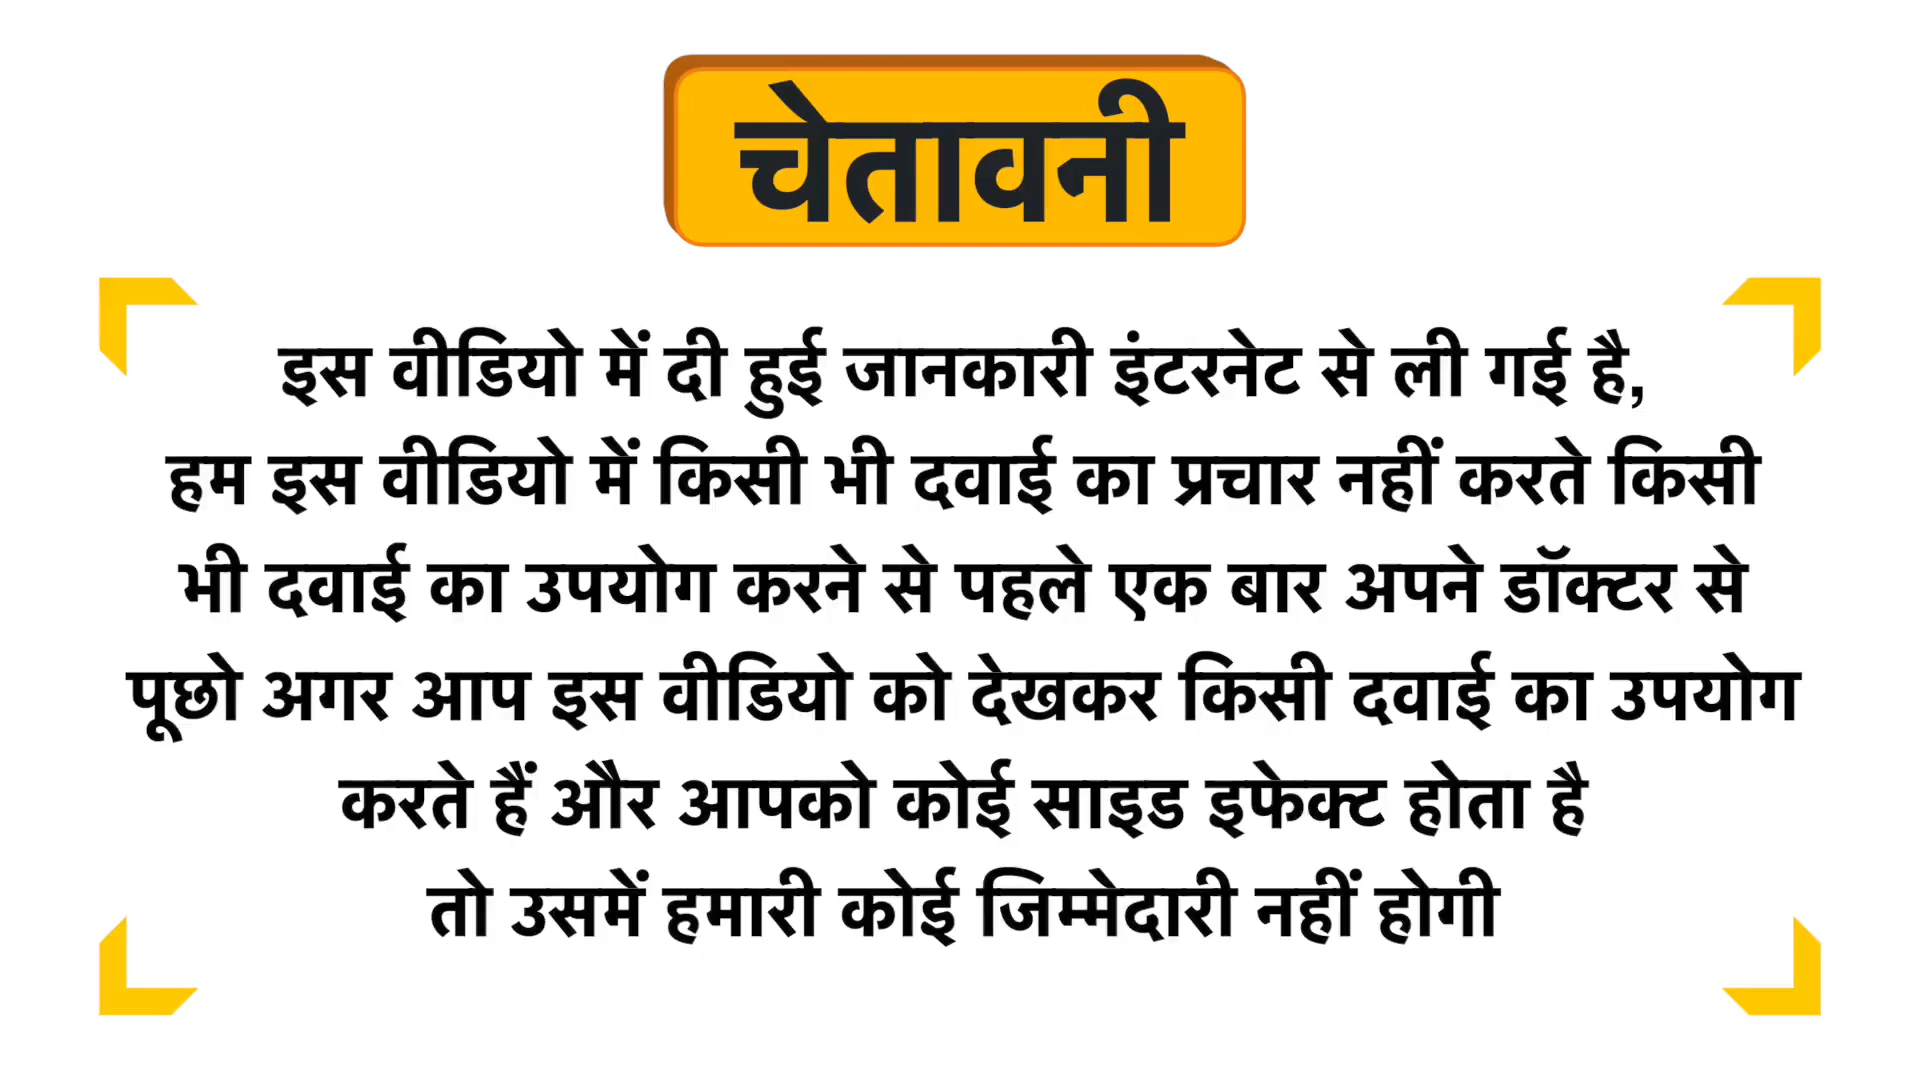 चेतावनी
इस वीडियो में दी हुई जानकारी इंटरनेट से ली गई है,
हम इस वीडियो में किसी भी दवाई का प्रचार नहीं करते किसी
भी दवाई का उपयोग करने से पहले एक बार अपने डॉक्टर से
पूछो अगर आप इस वीडियो को देखकर किसी दवाई का उपयोग
करते हैं और आपको कोई साइड इफेक्ट होता है
तो उसमें हमारी कोई जिम्मेदारी नहीं होगी